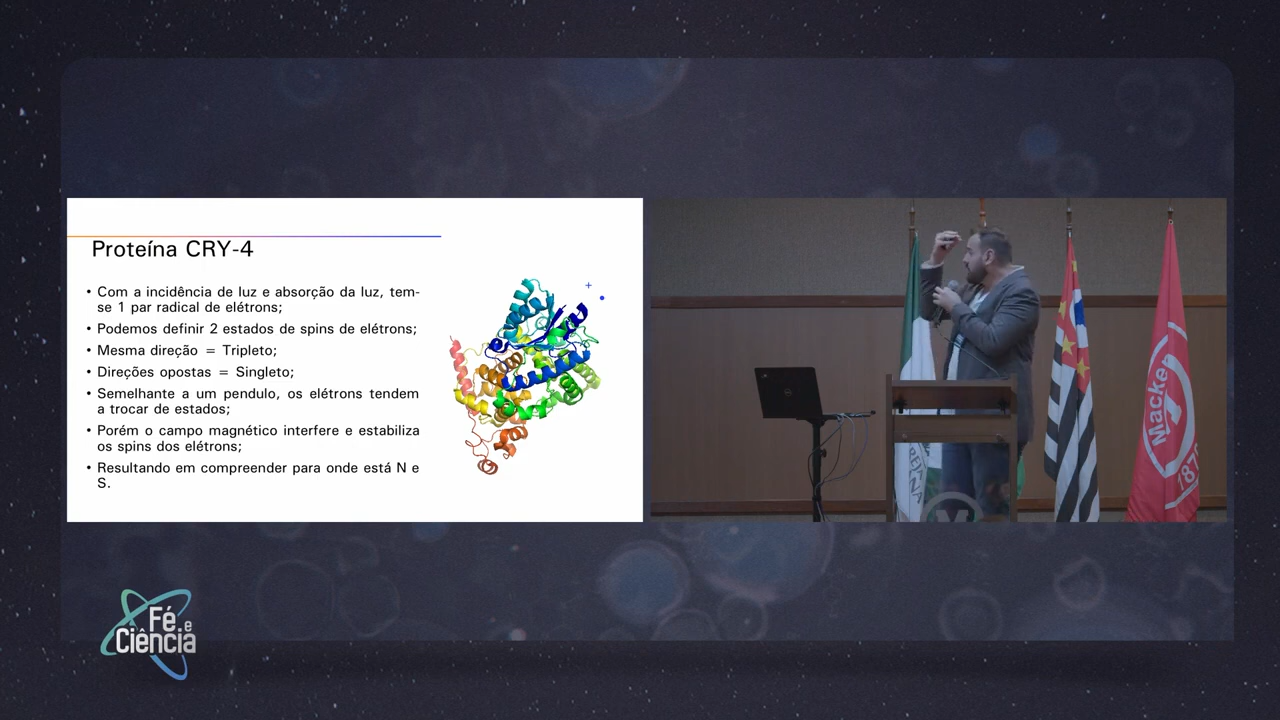 Proteína CRY-4
• Com a incidência de luz e absorção da luz, tem-
se 1 par radical de elétrons;
• Podemos definir 2 estados de spins de elétrons;
• Mesma direção = Tripleto;
• Direções opostas = Singleto;
• Semelhante a um pendulo, os elétrons tendem
a trocar de estados;
• Porém o campo magnético interfere e estabiliza
os spins dos elétrons;
• Resultando em compreender para onde está N e
S.
Macke
187
Fé e
Ciência